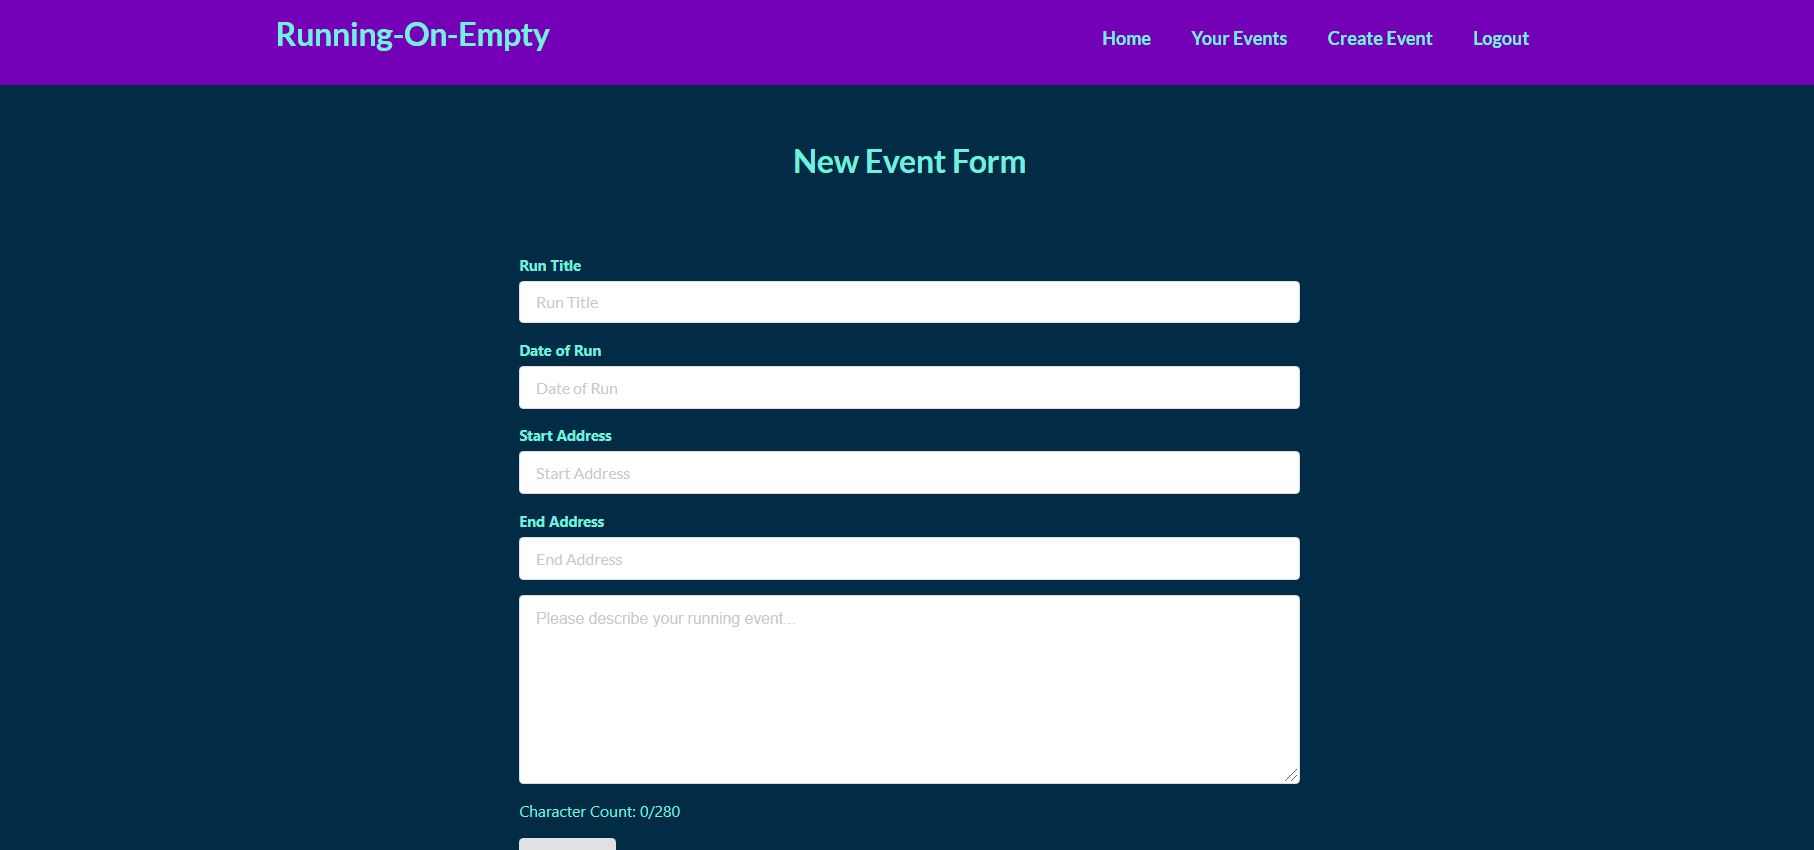 Running-On-Empty
Home Your Events Create Event Logout
New Event Form
Run Title
Run Title
Date of Run
Date of Run
Start Address
Start Address
End Address
End Address
Please describe your running event...
Character Count: 0/280